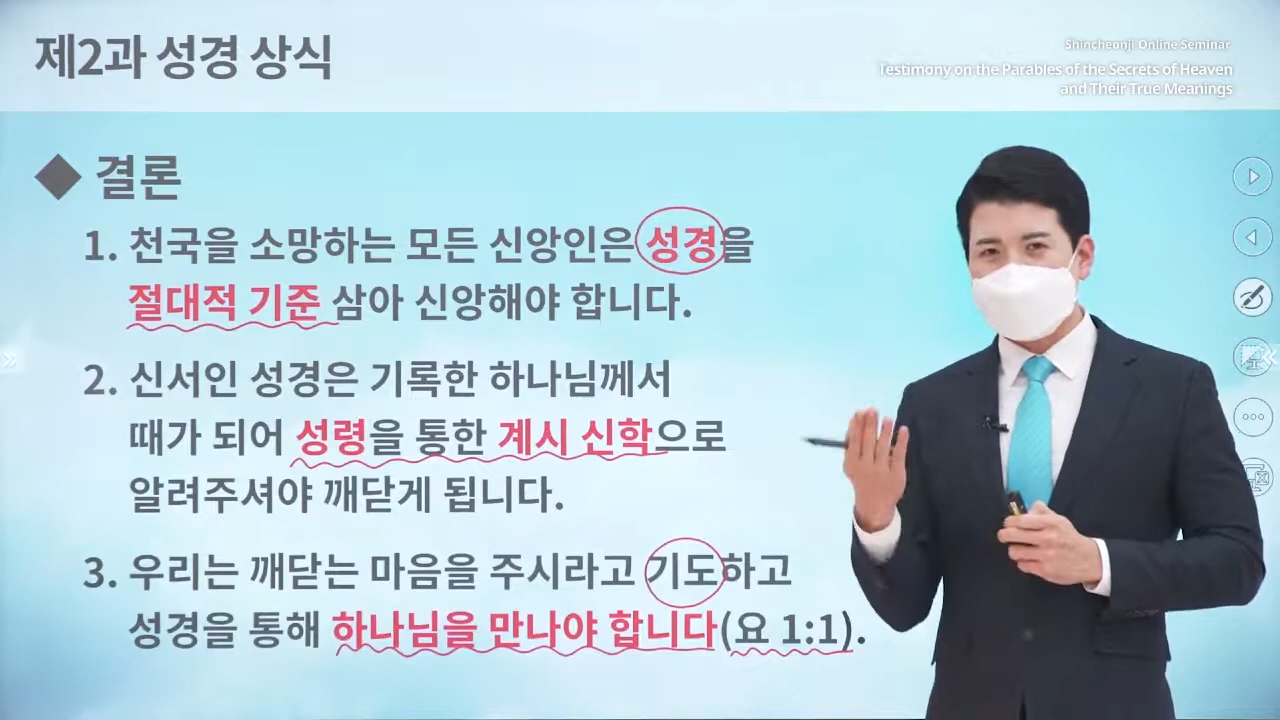 제2과 성경 상식
Shincheonji Online Seminar
Testimony on the Parables of the Secrets of Heaven
and Their True Meanings
◆ 결론
1. 천국을 소망하는 모든 신앙인은 성경을
절대적 기준 삼아 신앙해야 합니다.
2. 신서인 성경은 기록한 하나님께서
때가 되어 성령을 통한 계시 신학으로
알려주셔야 깨닫게 됩니다.
3. 우리는 깨닫는 마음을 주시라고 기도하고
성경을 통해 하나님을 만나야 합니다(요 1:1).